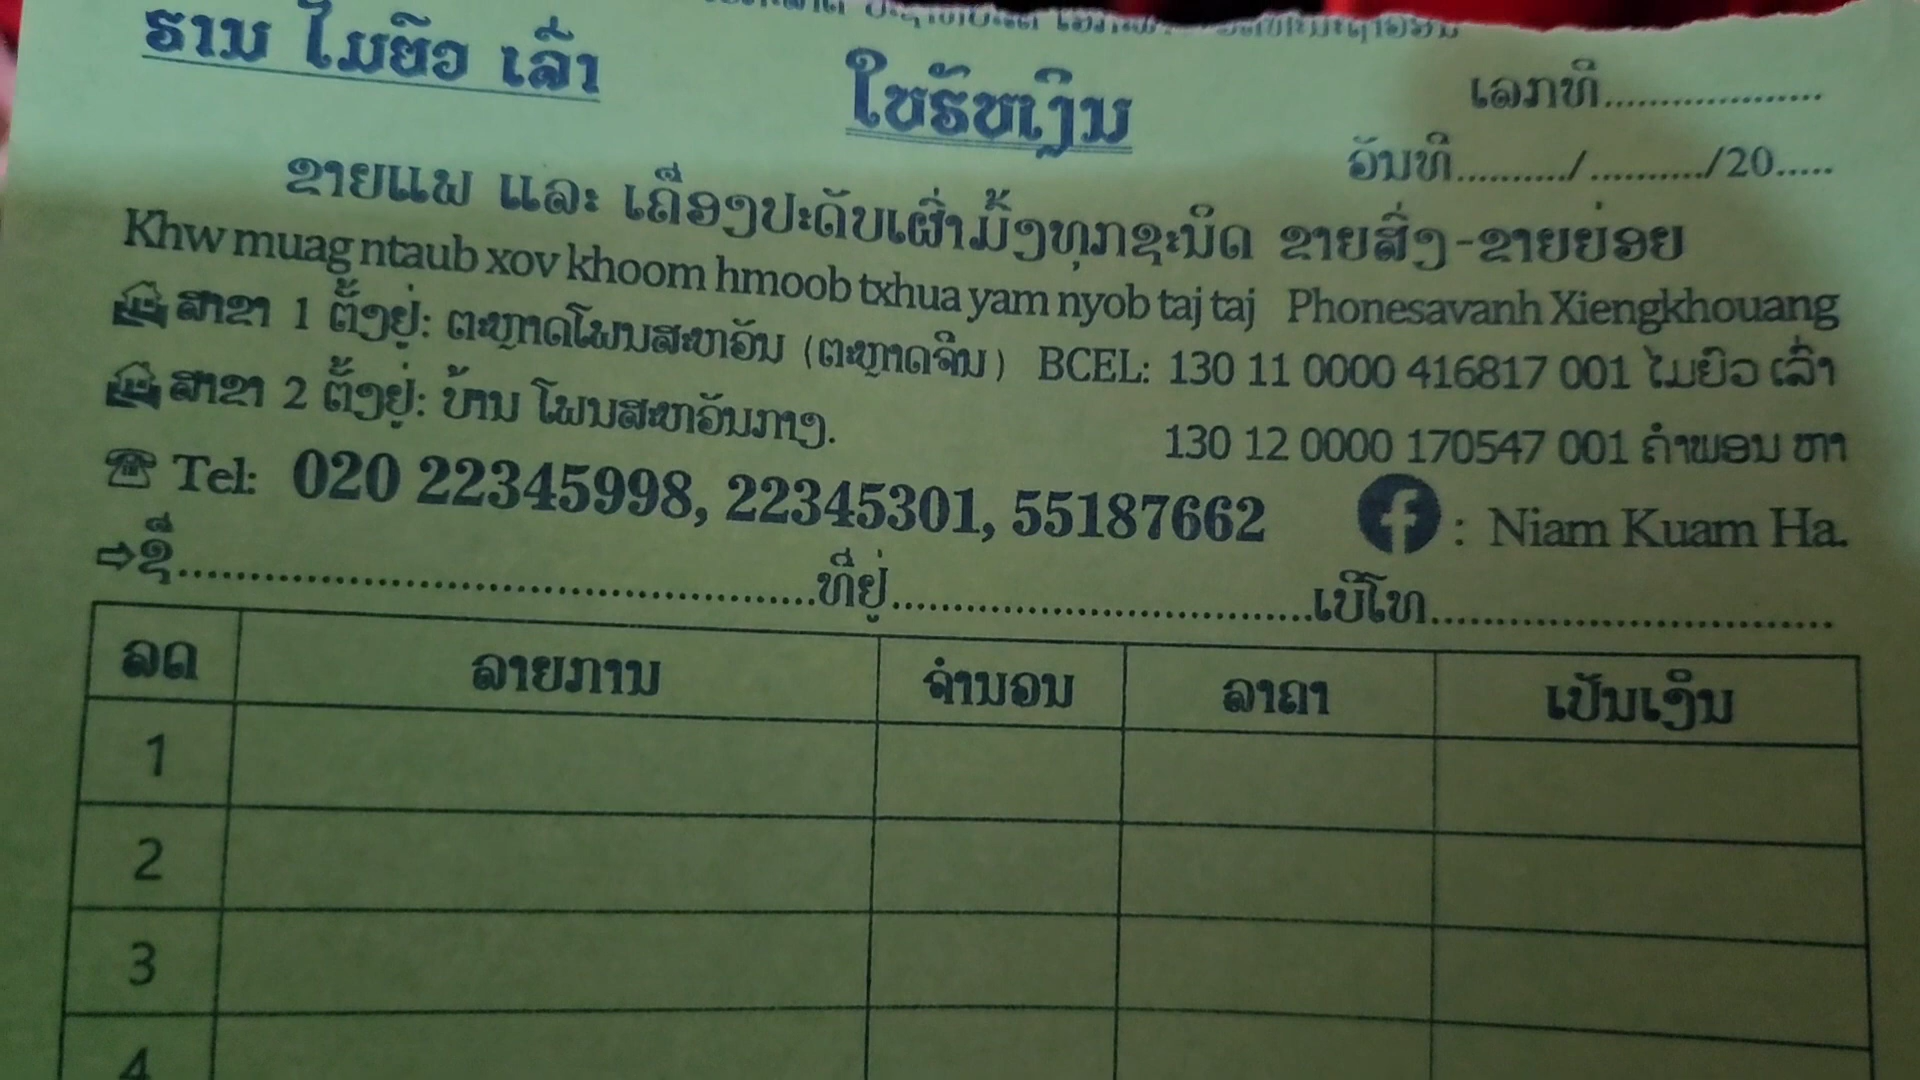 ຮານ ໄມຢິວ ເລົ່າ
ໃບຮັບເງິນ
ເລກທີ...................
ວັນທີ........../........../20.....
ຂາຍແພ ແລະ ເຄື່ອງປະດັບເຜົ່າມົ້ງທຸກຊະນິດ ຂາຍສົ່ງ-ຂາຍຍ່ອຍ
Khw muag ntaub xov khoom hmoob txhua yam nyob taj taj Phonesavanh Xiengkhouang
ສາຂາ 1 ຕັ້ງຢູ່: ຕະຫຼາດໂພນສະຫວັນ (ຕະຫຼາດຈີນ) BCEL: 130 11 0000 416817 001 ໄມຢິວ ເລົ່າ
ສາຂາ 2 ຕັ້ງຢູ່: ບ້ານ ໂພນສະຫວັນກາງ. 130 12 0000 170547 001 ຄຳພອນ ຫາ
☏ Tel: 020 22345998, 22345301, 55187662 : Niam Kuam Ha.
⇨ຊື່..........................................................ທີ່ຢູ່.....................................ເບີໂທ...................................
ລດ ລາຍການ ຈຳນວນ ລາຄາ ເປັນເງິນ
1
2
3
4